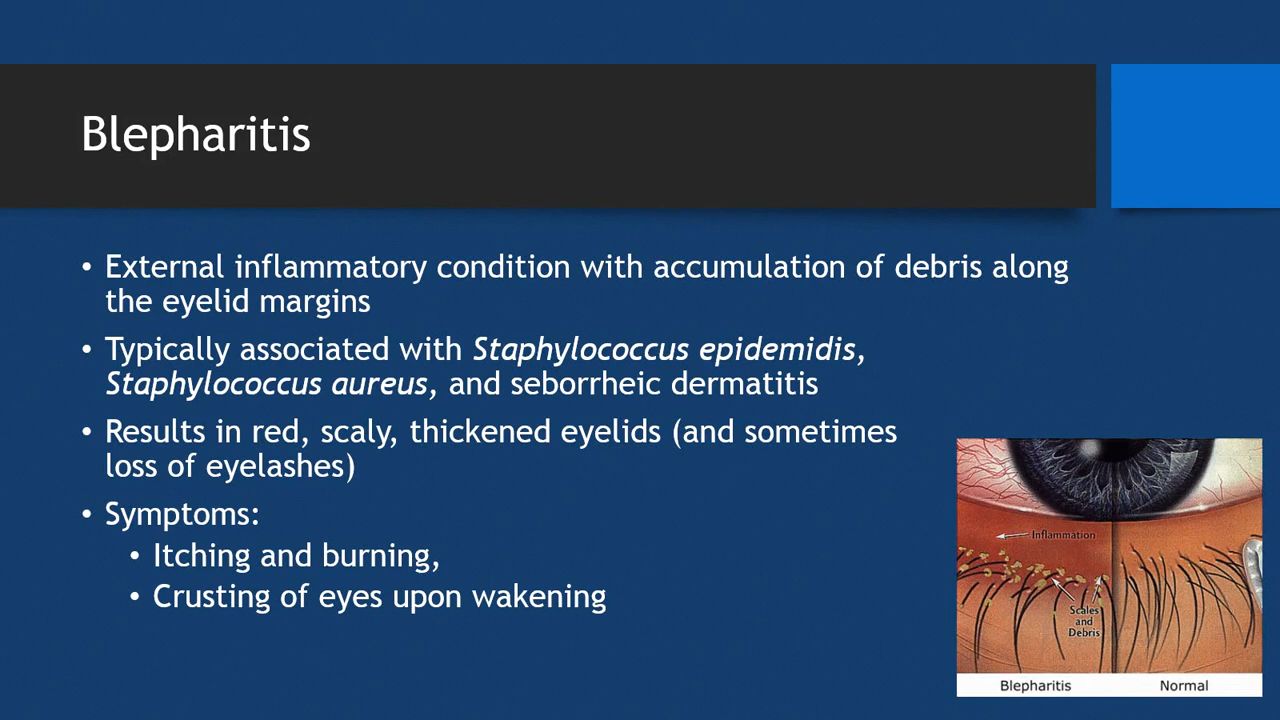 Blepharitis
• External inflammatory condition with accumulation of debris along
the eyelid margins
• Typically associated with Staphylococcus epidemidis,
Staphylococcus aureus, and seborrheic dermatitis
• Results in red, scaly, thickened eyelids (and sometimes
loss of eyelashes)
• Symptoms:
• Itching and burning,
• Crusting of eyes upon wakening
Inflammation
Scales
and
Debris
Blepharitis Normal